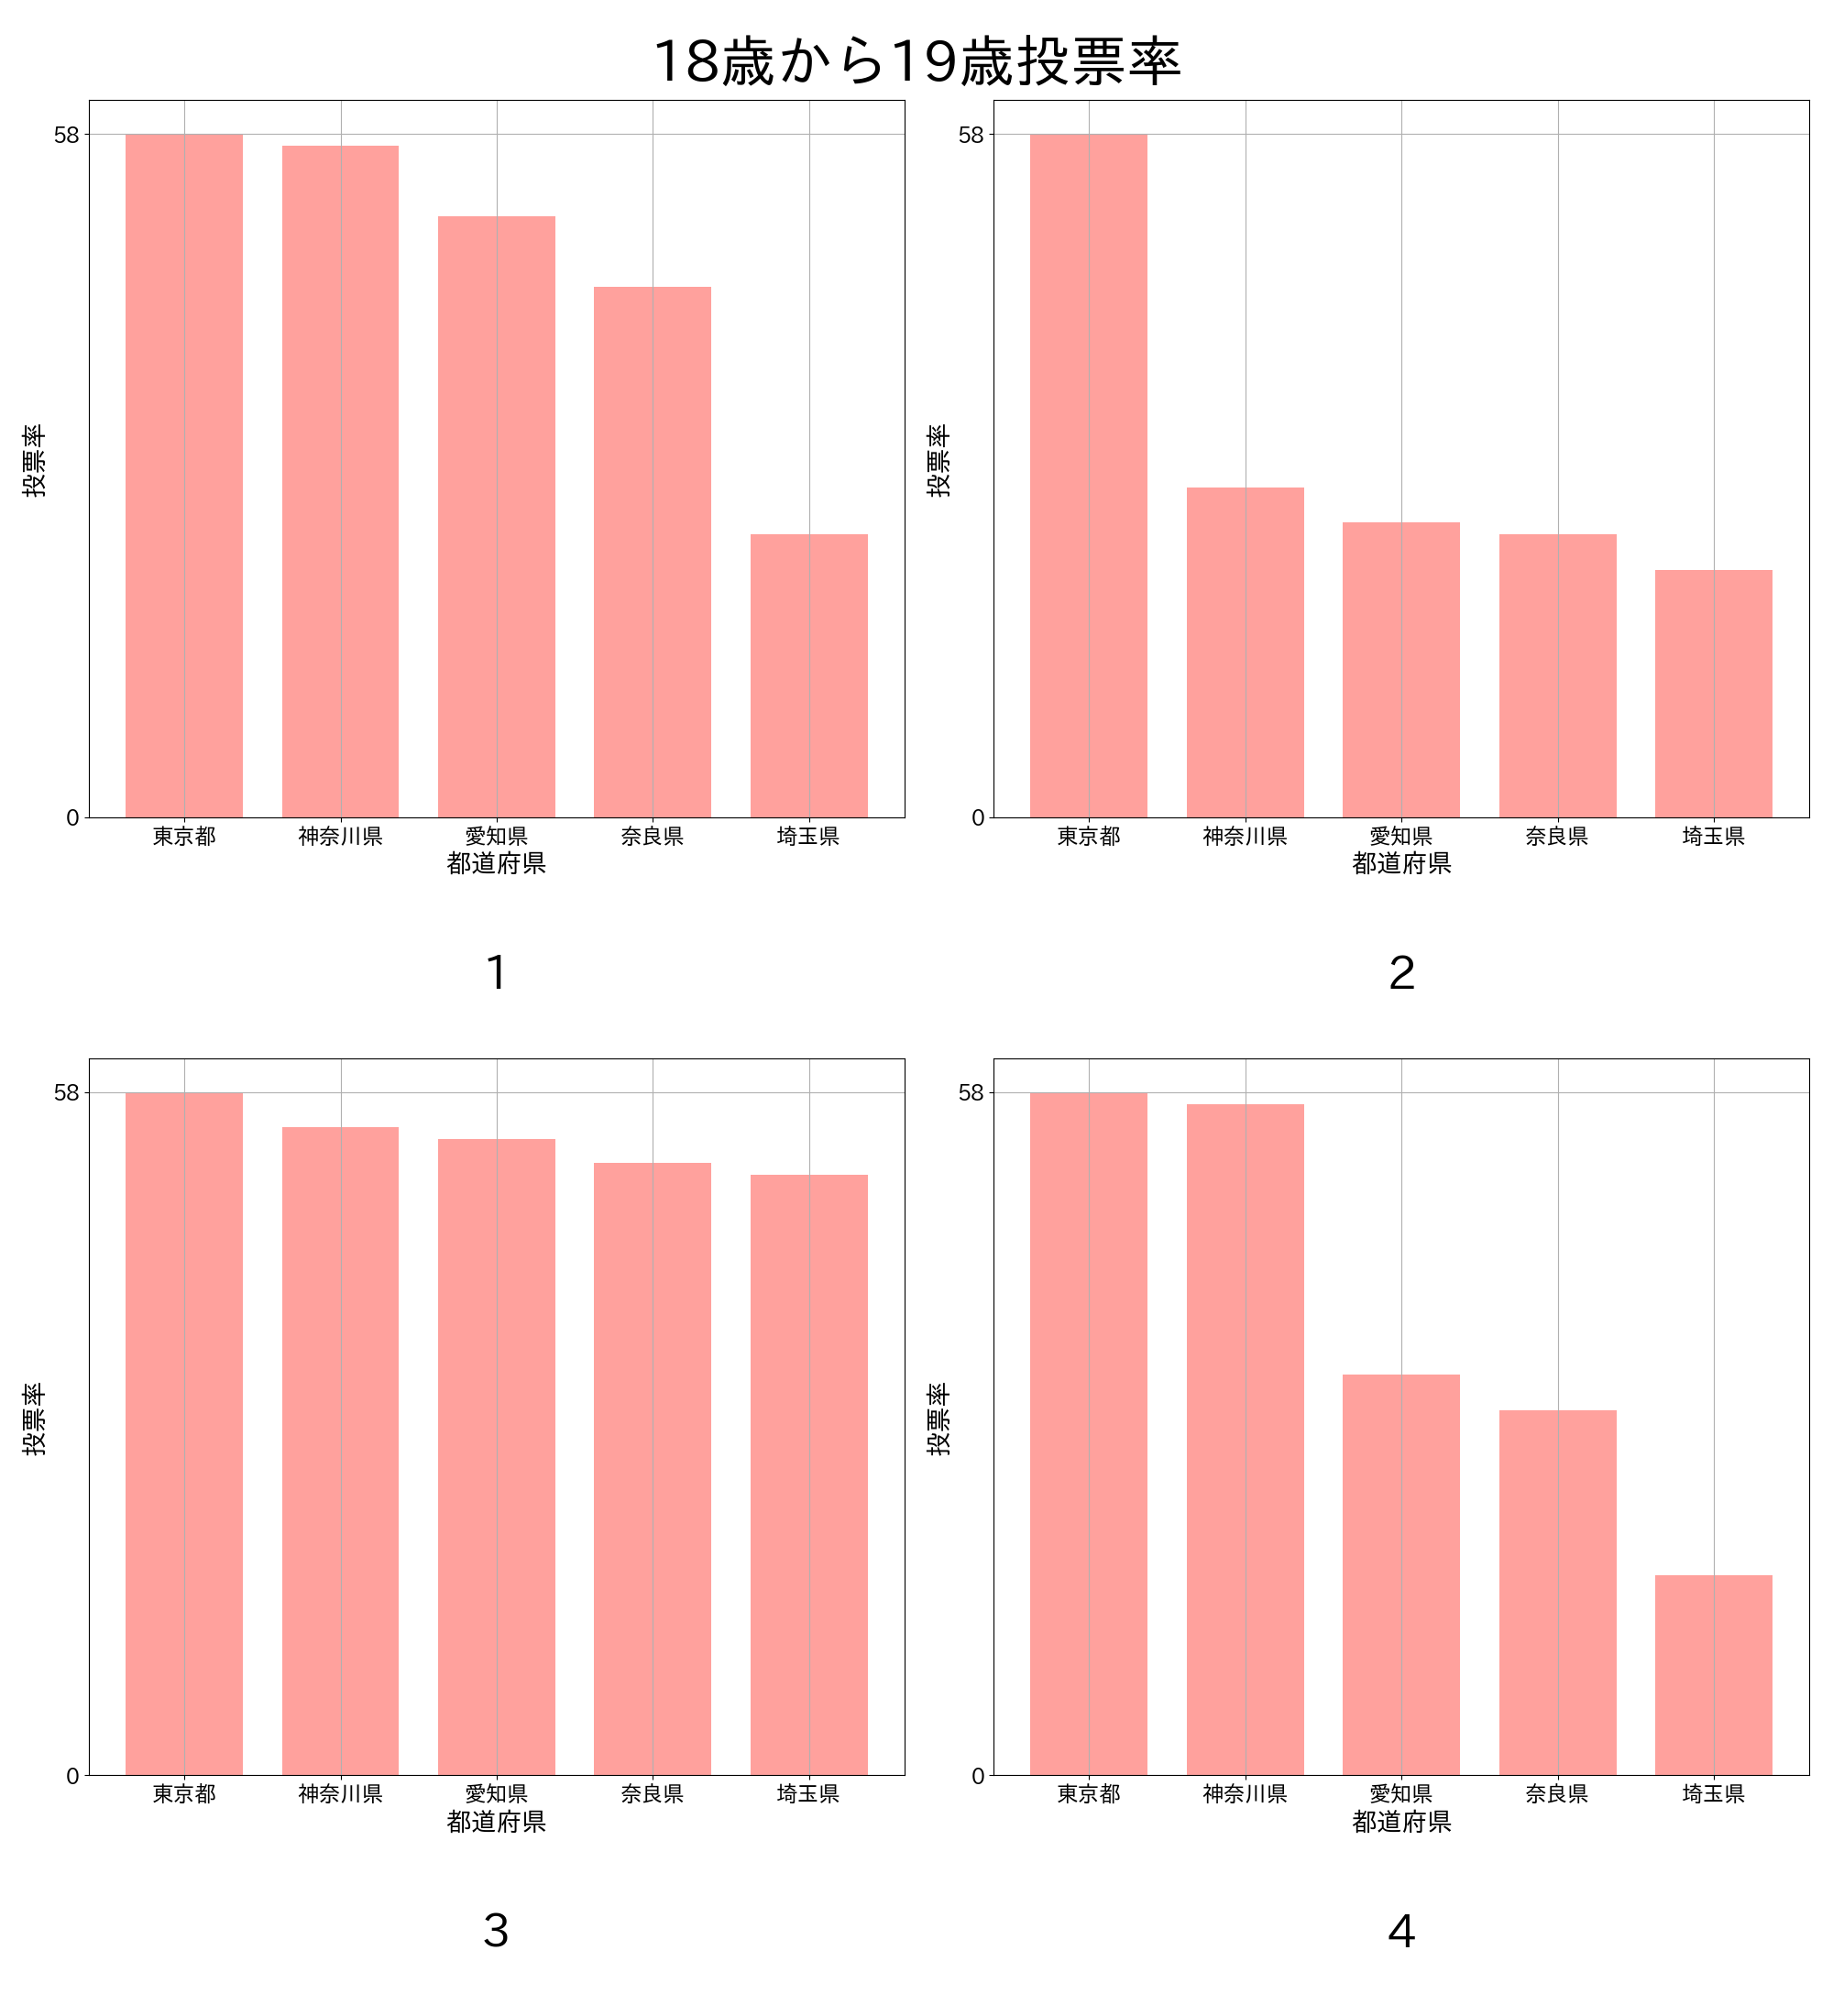 18歳から19歳投票率
58
0
投票率
東京都 神奈川県 愛知県 奈良県 埼玉県
都道府県
1
58
0
投票率
東京都 神奈川県 愛知県 奈良県 埼玉県
都道府県
2
58
0
投票率
東京都 神奈川県 愛知県 奈良県 埼玉県
都道府県
3
58
0
投票率
東京都 神奈川県 愛知県 奈良県 埼玉県
都道府県
4